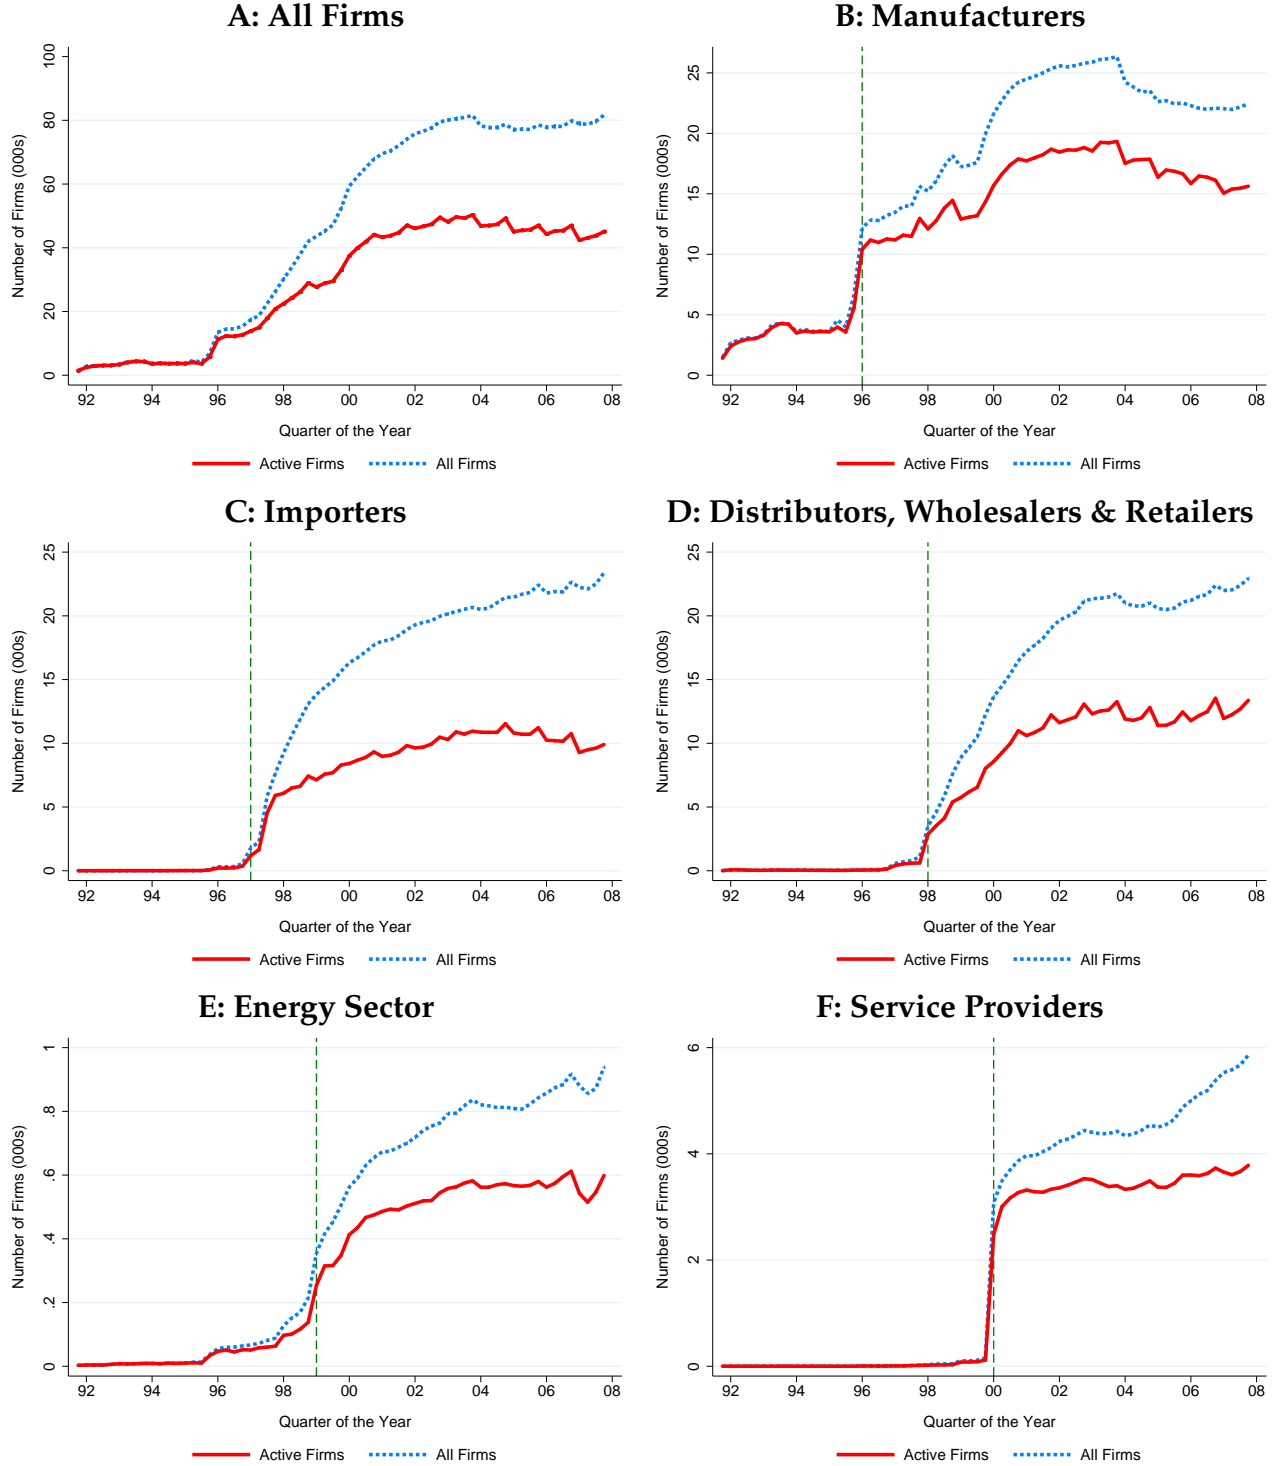 A: All Firms
Number of Firms (000s)
100
80
60
40
20
0
92 94 96 98 00 02 04 06 08
Quarter of the Year
Active Firms All Firms
B: Manufacturers
Number of Firms (000s)
25
20
15
10
5
0
92 94 96 98 00 02 04 06 08
Quarter of the Year
Active Firms All Firms
C: Importers
Number of Firms (000s)
25
20
15
10
5
0
92 94 96 98 00 02 04 06 08
Quarter of the Year
Active Firms All Firms
D: Distributors, Wholesalers & Retailers
Number of Firms (000s)
25
20
15
10
5
0
92 94 96 98 00 02 04 06 08
Quarter of the Year
Active Firms All Firms
E: Energy Sector
Number of Firms (000s)
1
.8
.6
.4
.2
0
92 94 96 98 00 02 04 06 08
Quarter of the Year
Active Firms All Firms
F: Service Providers
Number of Firms (000s)
6
4
2
0
92 94 96 98 00 02 04 06 08
Quarter of the Year
Active Firms All Firms